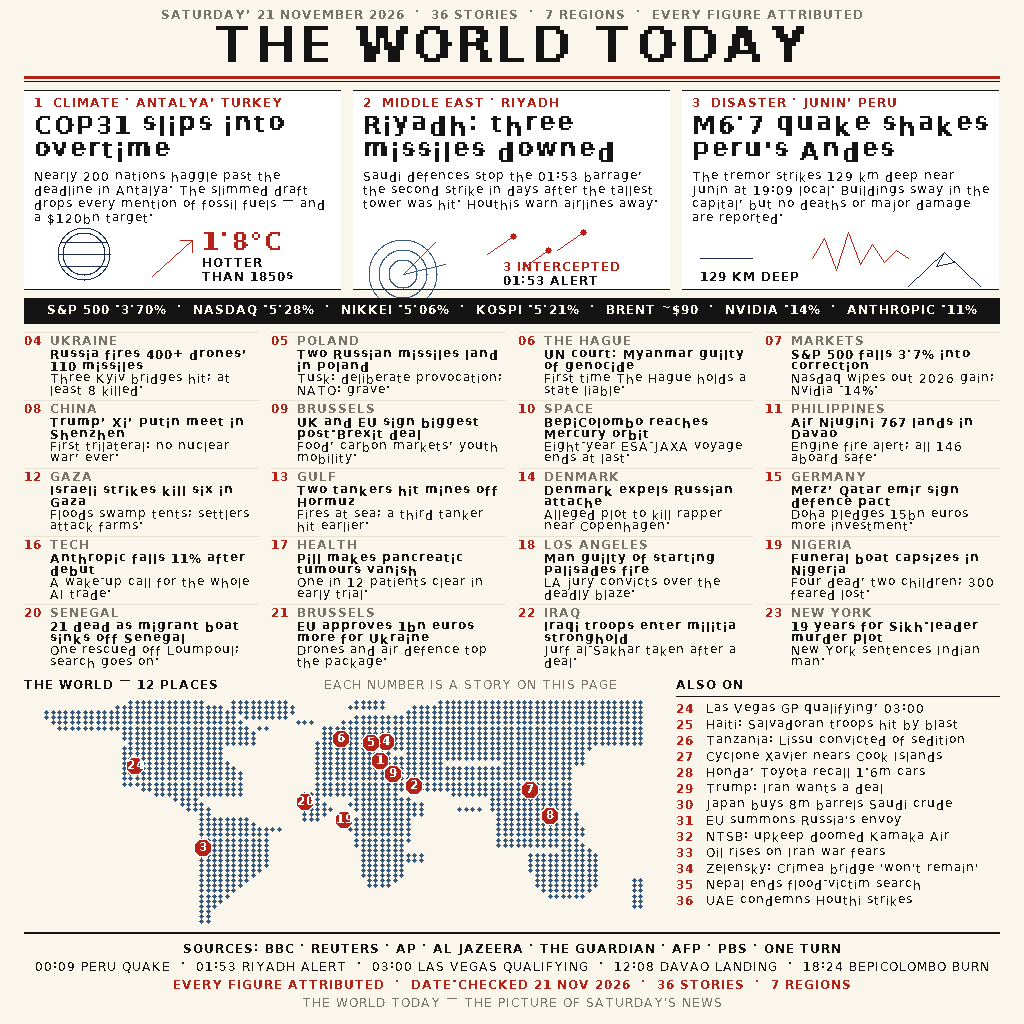 SATURDAY, 21 NOVEMBER 2026 · 36 STORIES · 7 REGIONS · EVERY FIGURE ATTRIBUTED
THE WORLD TODAY
1 CLIMATE · ANTALYA, TURKEY
COP31 slips into
overtime
Nearly 200 nations haggle past the
deadline in Antalya. The slimmed draft
drops every mention of fossil fuels — and
a $120bn target.
1.8°C
HOTTER
THAN 1850s
2 MIDDLE EAST · RIYADH
Riyadh: three
missiles downed
Saudi defences stop the 01:53 barrage,
the second strike in days after the tallest
tower was hit. Houthis warn airlines away.
3 INTERCEPTED
01:53 ALERT
3 DISASTER · JUNIN, PERU
M6.7 quake shakes
Peru's Andes
The tremor strikes 129 km deep near
Junin at 19:09 local. Buildings sway in the
capital, but no deaths or major damage
are reported.
129 KM DEEP
S&P 500 -3.70% · NASDAQ -5.28% · NIKKEI -5.06% · KOSPI -5.21% · BRENT ~$90 · NVIDIA -14% · ANTHROPIC -11%
04 UKRAINE
Russia fires 400+ drones,
110 missiles
Three Kyiv bridges hit; at
least 8 killed.
05 POLAND
Two Russian missiles land
in Poland
Tusk: deliberate provocation;
NATO: grave.
06 THE HAGUE
UN court: Myanmar guilty
of genocide
First time The Hague holds a
state liable.
07 MARKETS
S&P 500 falls 3.7% into
correction
Nasdaq wipes out 2026 gain;
Nvidia -14%.
08 CHINA
Trump, Xi, Putin meet in
Shenzhen
First trilateral: no nuclear
war, ever.
09 BRUSSELS
UK and EU sign biggest
post-Brexit deal
Food, carbon markets, youth
mobility.
10 SPACE
BepiColombo reaches
Mercury orbit
Eight-year ESA-JAXA voyage
ends at last.
11 PHILIPPINES
Air Niugini 767 lands in
Davao
Engine fire alert; all 146
aboard safe.
12 GAZA
Israeli strikes kill six in
Gaza
Floods swamp tents; settlers
attack farms.
13 GULF
Two tankers hit mines off
Hormuz
Fires at sea; a third tanker
hit earlier.
14 DENMARK
Denmark expels Russian
attache
Alleged plot to kill rapper
near Copenhagen.
15 GERMANY
Merz, Qatar emir sign
defence pact
Doha pledges 15bn euros
more investment.
16 TECH
Anthropic falls 11% after
debut
A wake-up call for the whole
AI trade.
17 HEALTH
Pill makes pancreatic
tumours vanish
One in 12 patients clear in
early trial.
18 LOS ANGELES
Man guilty of starting
Palisades fire
LA jury convicts over the
deadly blaze.
19 NIGERIA
Funeral boat capsizes in
Nigeria
Four dead, two children; 300
feared lost.
20 SENEGAL
21 dead as migrant boat
sinks off Senegal
One rescued off Loumpoul;
search goes on.
21 BRUSSELS
EU approves 1bn euros
more for Ukraine
Drones and air defence top
the package.
22 IRAQ
Iraqi troops enter militia
stronghold
Jurf al-Sakhar taken after a
deal.
23 NEW YORK
19 years for Sikh-leader
murder plot
New York sentences Indian
man.
THE WORLD — 12 PLACES
EACH NUMBER IS A STORY ON THIS PAGE
6
5
4
24
1
9
2
7
20
8
19
3
ALSO ON
24 Las Vegas GP qualifying, 03:00
25 Haiti: Salvadoran troops hit by blast
26 Tanzania: Lissu convicted of sedition
27 Cyclone Xavier nears Cook Islands
28 Honda, Toyota recall 1.6m cars
29 Trump: Iran wants a deal
30 Japan buys 8m barrels Saudi crude
31 EU summons Russia's envoy
32 NTSB: upkeep doomed Kamaka Air
33 Oil rises on Iran war fears
34 Zelensky: Crimea bridge 'won't remain'
35 Nepal ends flood-victim search
36 UAE condemns Houthi strikes
SOURCES: BBC · REUTERS · AP · AL JAZEERA · THE GUARDIAN · AFP · PBS · ONE TURN
00:09 PERU QUAKE · 01:53 RIYADH ALERT · 03:00 LAS VEGAS QUALIFYING · 12:08 DAVAO LANDING · 18:24 BEPICOLOMBO BURN
EVERY FIGURE ATTRIBUTED · DATE-CHECKED 21 NOV 2026 · 36 STORIES · 7 REGIONS
THE WORLD TODAY — THE PICTURE OF SATURDAY'S NEWS